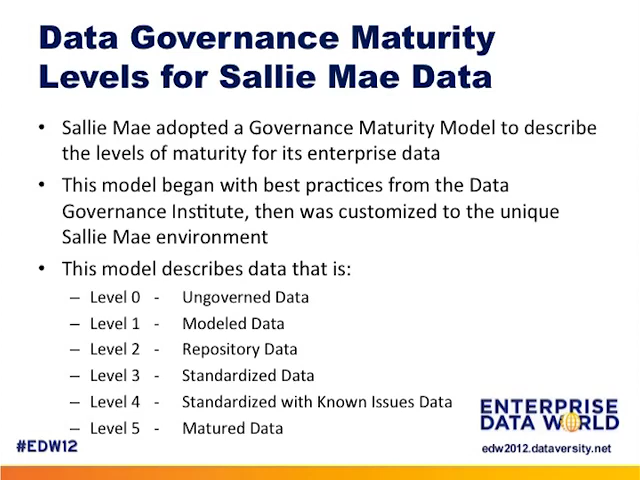 Data Governance Maturity
Levels for Sallie Mae Data
• Sallie Mae adopted a Governance Maturity Model to describe
the levels of maturity for its enterprise data
• This model began with best practices from the Data
Governance Institute, then was customized to the unique
Sallie Mae environment
• This model describes data that is:
– Level 0 - Ungoverned Data
– Level 1 - Modeled Data
– Level 2 - Repository Data
– Level 3 - Standardized Data
– Level 4 - Standardized with Known Issues Data
– Level 5 - Matured Data
ENTERPRISE
DATA WORLD
#EDW12
edw2012.dataversity.net